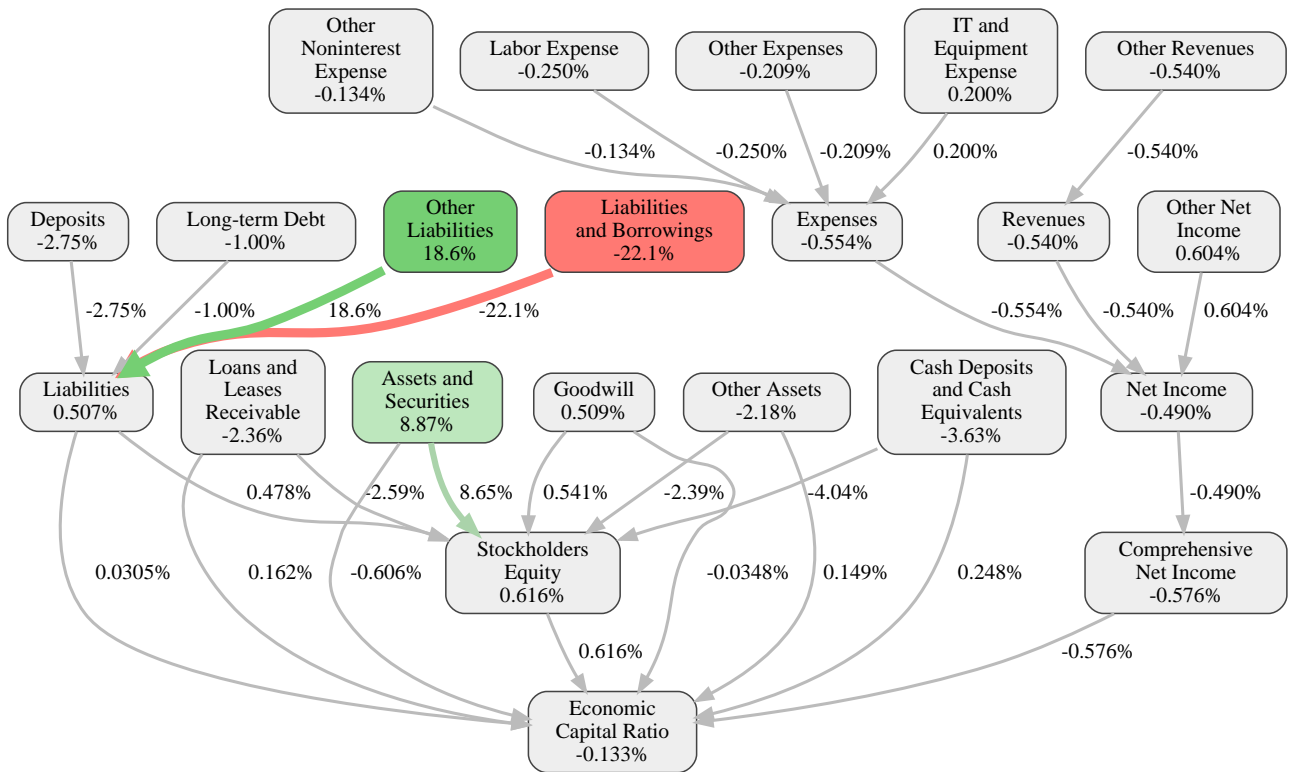 Other
Noninterest
Expense
-0.134%
Labor Expense
-0.250%
Other Expenses
-0.209%
IT and
Equipment
Expense
0.200%
Other Revenues
-0.540%
-0.134%
-0.250%
-0.209%
0.200%
-0.540%
Deposits
-2.75%
Long-term Debt
-1.00%
Other
Liabilities
18.6%
Liabilities
and Borrowings
-22.1%
Expenses
-0.554%
Revenues
-0.540%
Other Net
Income
0.604%
-2.75%
-1.00%
18.6%
-22.1%
-0.554%
-0.540%
0.604%
Liabilities
0.507%
Loans and
Leases
Receivable
-2.36%
Assets and
Securities
8.87%
Goodwill
0.509%
Other Assets
-2.18%
Cash Deposits
and Cash
Equivalents
-3.63%
Net Income
-0.490%
0.478%
-2.59%
8.65%
0.541%
-2.39%
-4.04%
-0.490%
Stockholders
Equity
0.616%
Comprehensive
Net Income
-0.576%
0.0305%
0.162%
-0.606%
-0.0348%
0.149%
0.248%
0.616%
-0.576%
Economic
Capital Ratio
-0.133%